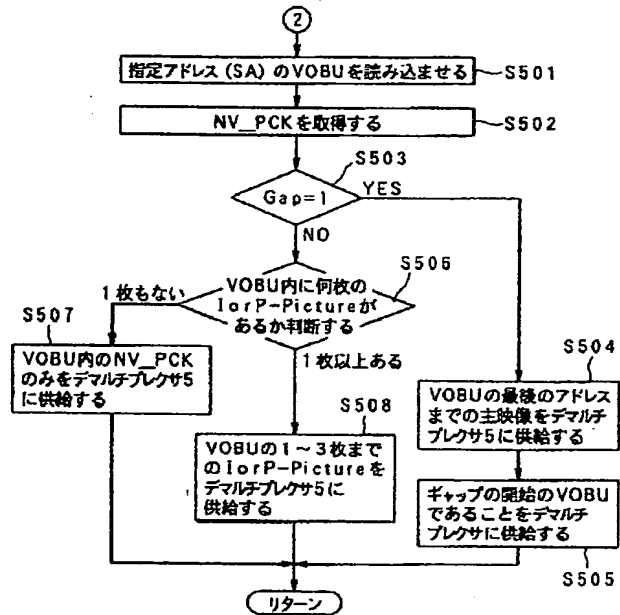 2
指定アドレス(SA)のVOBUを読み込ませる
S501
NV_PCKを取得する
S502
S503
Gap=1
YES
NO
S506
VOBU内に何枚の
IorP-Pictureが
あるか判断する
1枚もない
S507
VOBU内のNV_PCK
のみをデマルチプレクサ5
に供給する
1枚以上ある
S508
VOBUの1~3枚まで
のIorP-Pictureを
デマルチプレクサ5に
供給する
S504
VOBUの最後のアドレス
までの主映像をデマルチ
プレクサ5に供給する
ギャップの開始のVOBU
であることをデマルチ
プレクサに供給する
S505
リターン